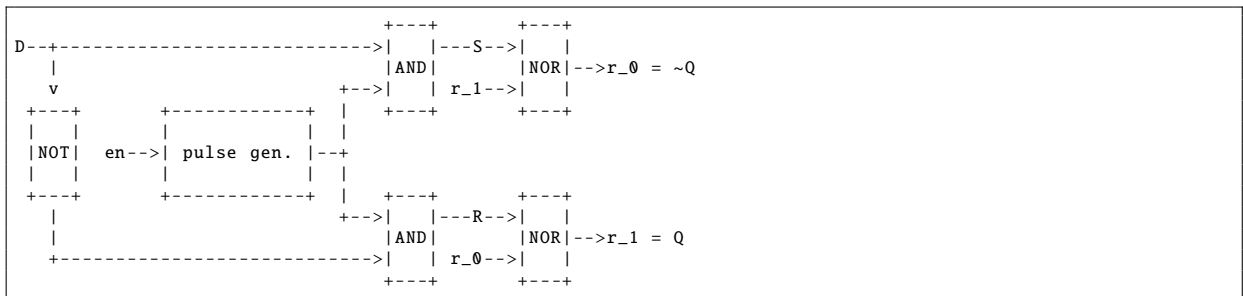 +---+       +---+
D--+---------------------------->|   |---S-->|   |
   |                             |AND|       |NOR|-->r_0 = ~Q
   v                         +-->|   | r_1-->|   |
 +---+       +------------+  |   +---+       +---+
 |   |       |            |  |
 |NOT|  en-->| pulse gen. |--+
 |   |       |            |  |
 +---+       +------------+  |   +---+       +---+
   |                         +-->|   |---R-->|   |
   |                             |AND|       |NOR|-->r_1 = Q
   +---------------------------->|   | r_0-->|   |
                                 +---+       +---+